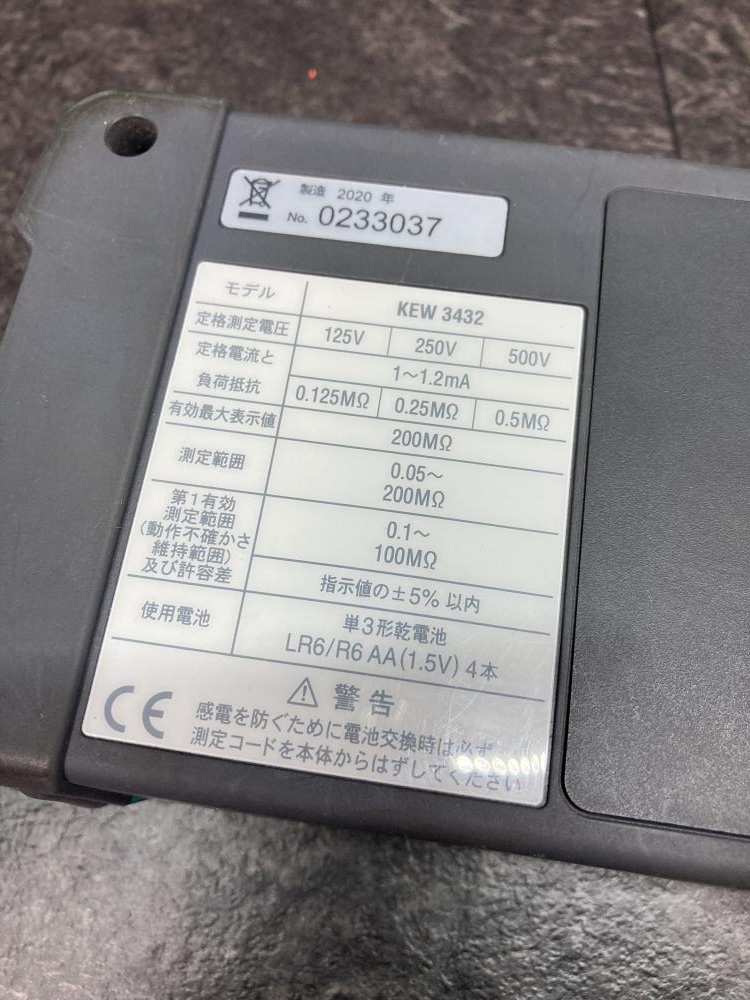 製造 2020 年
No. 0233037
モデル KEW 3432
定格測定電圧 125V 250V 500V
定格電流と 1～1.2mA
負荷抵抗 0.125MΩ 0.25MΩ 0.5MΩ
有効最大表示値 200MΩ
測定範囲 0.05～
200MΩ
第1有効
測定範囲 0.1～
(動作不確かさ 100MΩ
維持範囲)
及び許容差 指示値の±5% 以内
使用電池 単3形乾電池
LR6/R6 AA(1.5V) 4本
⚠ 警告
CE 感電を防ぐために電池交換時は必ず
測定コードを本体からはずしてください